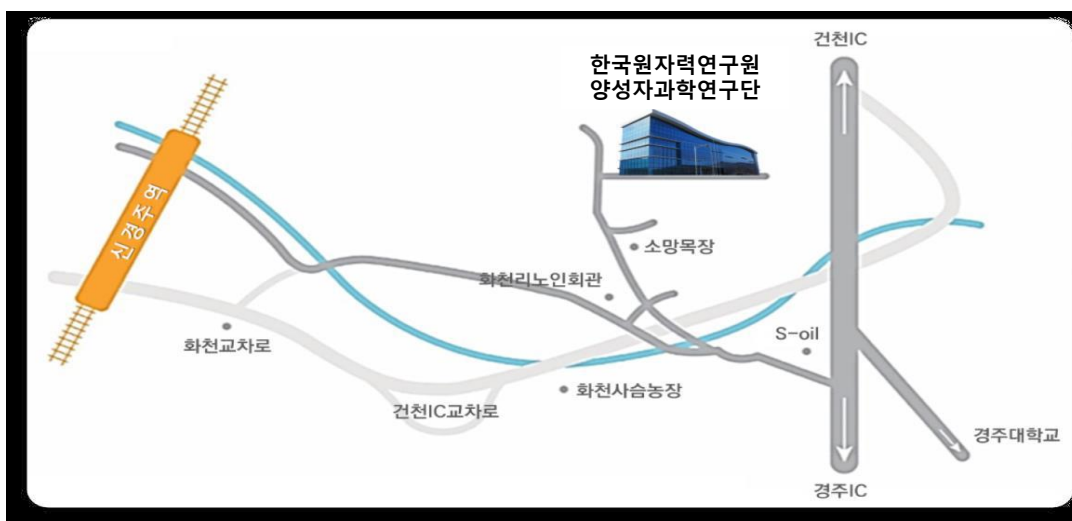 건천IC
한국원자력연구원
양성자과학연구단
신경주역
소망목장
화천리노인회관
S-oil
화천교차로
화천사슴농장
건천IC교차로
경주대학교
경주IC